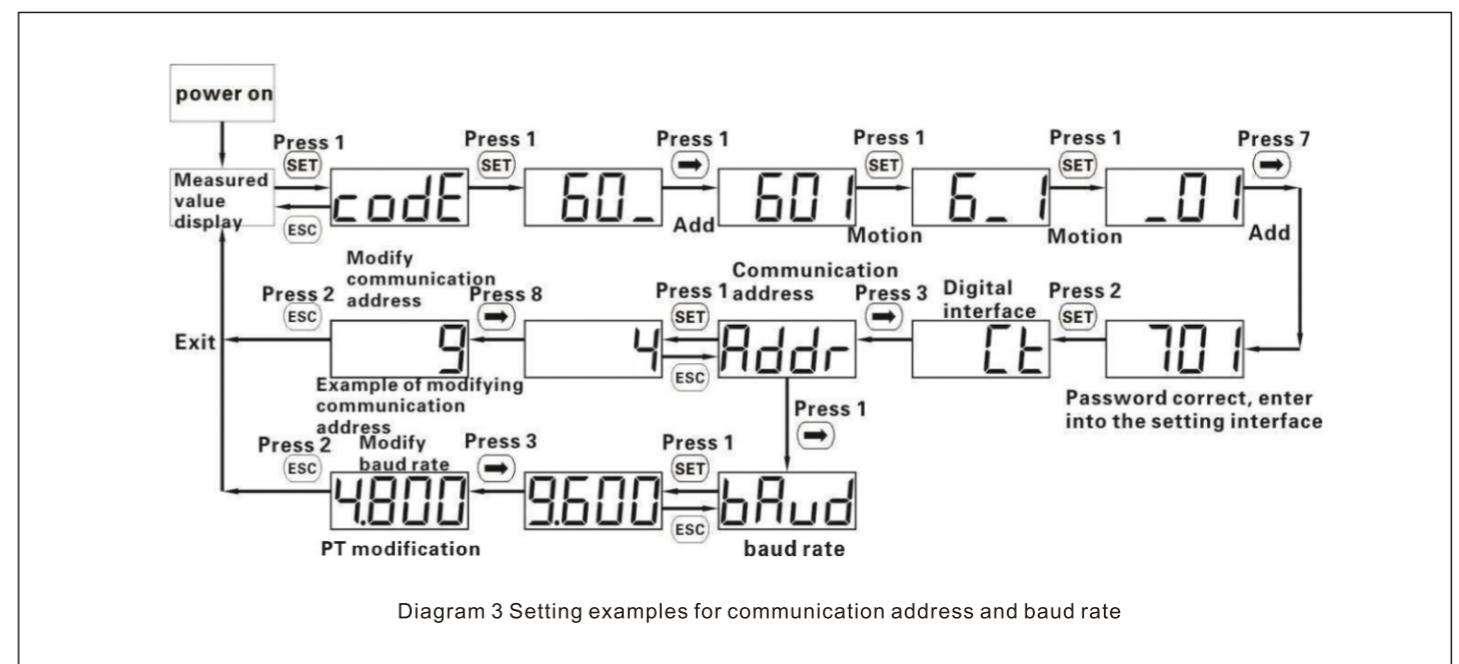 power on
Press 1
SET
Press 1
SET
Press 1
Press 1
SET
Press 1
SET
Press 7
Measured
value
display
ESC
codE
60_
Add
601
Motion
6_1
Motion
_01
Add
Modify
communication
address
Press 2
ESC
Press 8
Press 1
SET
Communication
address
Press 3
Digital
interface
Press 2
SET
Exit
9
4
ESC
Addr
Ct
701
Example of modifying
communication
address
Press 1
Password correct, enter
into the setting interface
Press 2
ESC
Modify
baud rate
Press 3
Press 1
SET
4.800
9.600
ESC
bAud
PT modification
baud rate
Diagram 3 Setting examples for communication address and baud rate